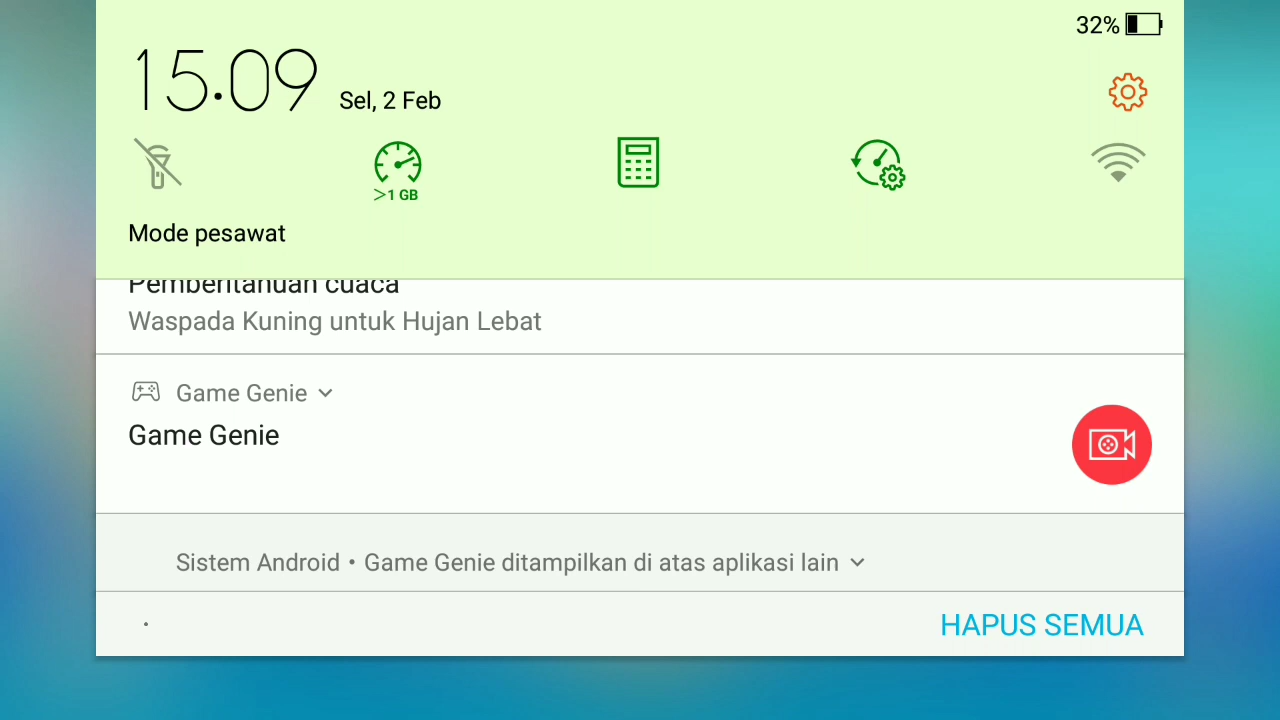 32%
15.09 Sel, 2 Feb
>1 GB
Mode pesawat
Pemberitahuan cuaca
Waspada Kuning untuk Hujan Lebat
Game Genie
Game Genie
Sistem Android • Game Genie ditampilkan di atas aplikasi lain
HAPUS SEMUA